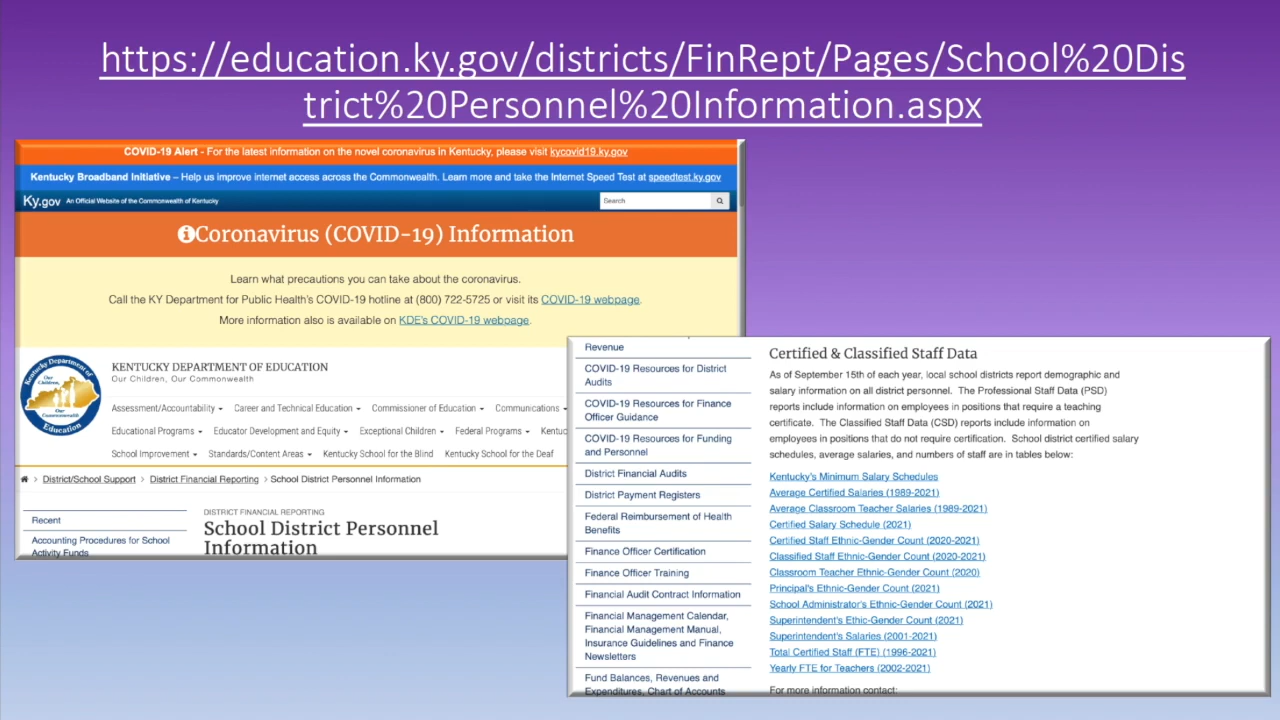 https://education.ky.gov/districts/FinRept/Pages/School%20Dis
trict%20Personnel%20Information.aspx
COVID-19 Alert - For the latest information on the novel coronavirus in Kentucky, please visit kycovid19.ky.gov
Kentucky Broadband Initiative – Help us improve internet access across the Commonwealth. Learn more and take the Internet Speed Test at speedtest.ky.gov
Ky.gov An Official Website of the Commonwealth of Kentucky
Search
Coronavirus (COVID-19) Information
Learn what precautions you can take about the coronavirus.
Call the KY Department for Public Health's COVID-19 hotline at (800) 722-5725 or visit its COVID-19 webpage.
More information also is available on KDE's COVID-19 webpage.
Kentucky Department of
Our Children,
Our Commonwealth
Education
KENTUCKY DEPARTMENT OF EDUCATION
Our Children, Our Commonwealth
Assessment/Accountability Career and Technical Education Commissioner of Education Communications
Educational Programs Educator Development and Equity Exceptional Children Federal Programs Kentuc
School Improvement Standards/Content Areas Kentucky School for the Blind Kentucky School for the Deaf
> District/School Support > District Financial Reporting > School District Personnel Information
Recent
Accounting Procedures for School
Activity Funds
DISTRICT FINANCIAL REPORTING
School District Personnel
Information
Revenue
COVID-19 Resources for District
Audits
COVID-19 Resources for Finance
Officer Guidance
COVID-19 Resources for Funding
and Personnel
District Financial Audits
District Payment Registers
Federal Reimbursement of Health
Benefits
Finance Officer Certification
Finance Officer Training
Financial Audit Contract Information
Financial Management Calendar,
Financial Management Manual,
Insurance Guidelines and Finance
Newsletters
Fund Balances, Revenues and
Expenditures, Chart of Accounts
Certified & Classified Staff Data
As of September 15th of each year, local school districts report demographic and
salary information on all district personnel. The Professional Staff Data (PSD)
reports include information on employees in positions that require a teaching
certificate. The Classified Staff Data (CSD) reports include information on
employees in positions that do not require certification. School district certified salary
schedules, average salaries, and numbers of staff are in tables below:
Kentucky's Minimum Salary Schedules
Average Certified Salaries (1989-2021)
Average Classroom Teacher Salaries (1989-2021)
Certified Salary Schedule (2021)
Certified Staff Ethnic-Gender Count (2020-2021)
Classified Staff Ethnic-Gender Count (2020-2021)
Classroom Teacher Ethnic-Gender Count (2020)
Principal's Ethnic-Gender Count (2021)
School Administrator's Ethnic-Gender Count (2021)
Superintendent's Ethic-Gender Count (2021)
Superintendent's Salaries (2001-2021)
Total Certified Staff (FTE) (1996-2021)
Yearly FTE for Teachers (2002-2021)
For more information contact: